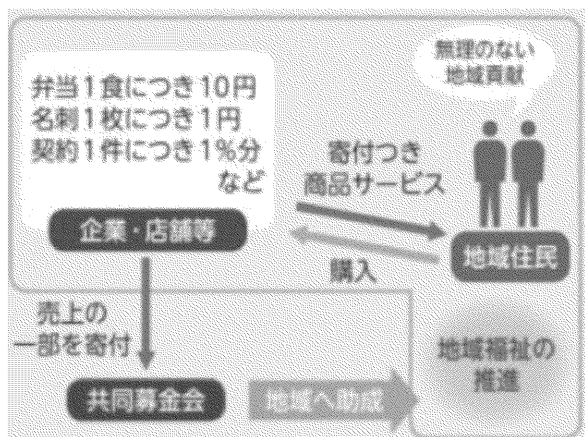 弁当1食につき10円
名刺1枚につき1円
契約1件につき1%分
など
企業・店舗等
無理のない
地域貢献
寄付つき
商品サービス
購入
地域住民
売上の
一部を寄付
共同募金会
地域へ助成
地域福祉の
推進